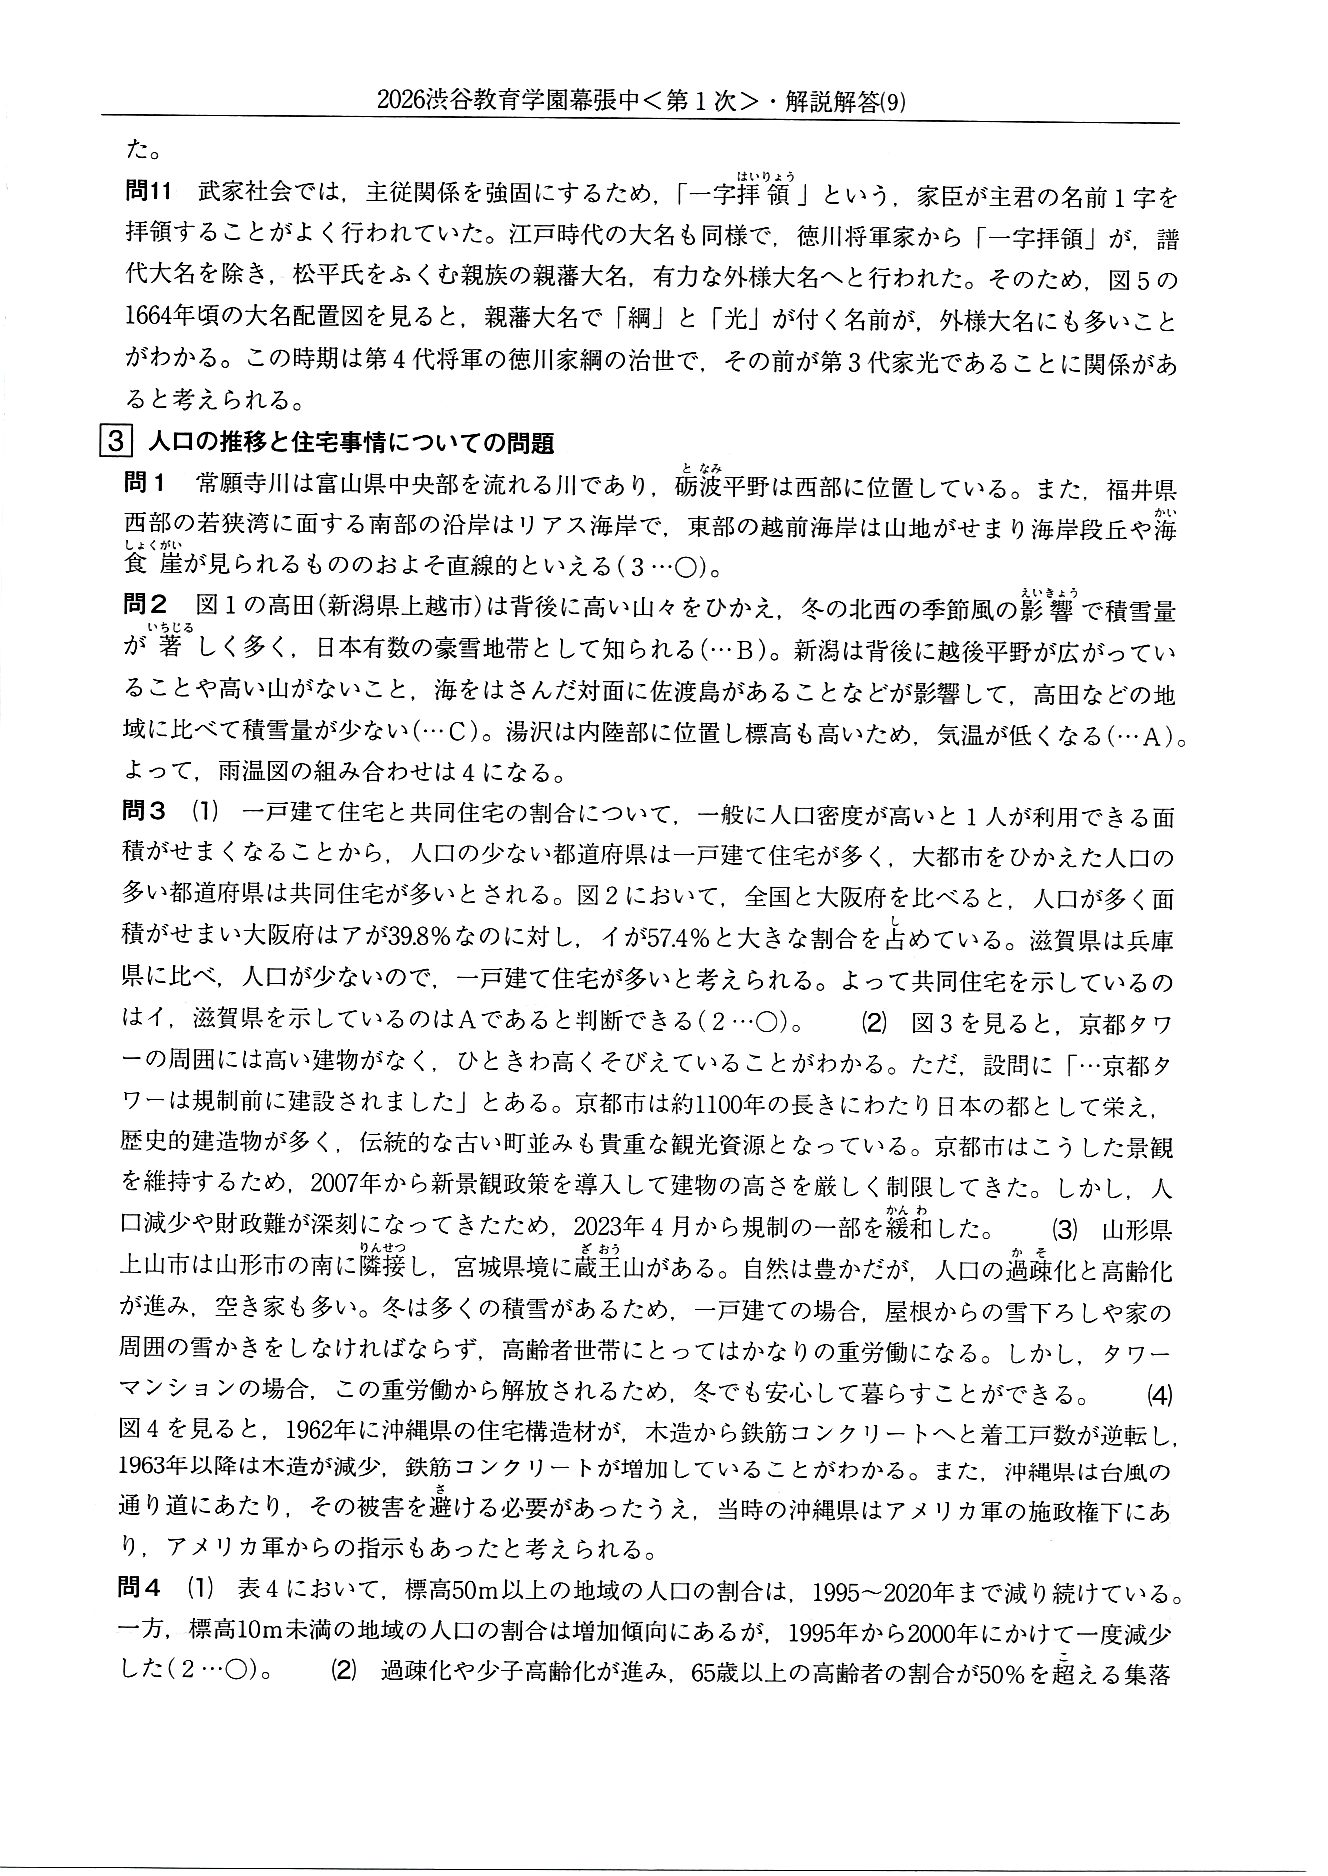 2026渋谷教育学園幕張中＜第１次＞・解説解答(9)
た。
問11　武家社会では，主従関係を強固にするため，「一字拝領」という，家臣が主君の名前１字を
拝領することがよく行われていた。江戸時代の大名も同様で，徳川将軍家から「一字拝領」が，譜
代大名を除き，松平氏をふくむ親族の親藩大名，有力な外様大名へと行われた。そのため，図５の
1664年頃の大名配置図を見ると，親藩大名で「綱」と「光」が付く名前が，外様大名にも多いこと
がわかる。この時期は第４代将軍の徳川家綱の治世で，その前が第３代家光であることに関係があ
ると考えられる。
3　人口の推移と住宅事情についての問題
問１　常願寺川は富山県中央部を流れる川であり，砺波平野は西部に位置している。また，福井県
西部の若狭湾に面する南部の沿岸はリアス海岸で，東部の越前海岸は山地がせまり海岸段丘や海
食崖が見られるもののおよそ直線的といえる(３…○)。
問２　図１の高田(新潟県上越市)は背後に高い山々をひかえ，冬の北西の季節風の影響で積雪量
が著しく多く，日本有数の豪雪地帯として知られる(…Ｂ)。新潟は背後に越後平野が広がってい
ることや高い山がないこと，海をはさんだ対面に佐渡島があることなどが影響して，高田などの地
域に比べて積雪量が少ない(…Ｃ)。湯沢は内陸部に位置し標高も高いため，気温が低くなる(…Ａ)。
よって，雨温図の組み合わせは４になる。
問３　(1)　一戸建て住宅と共同住宅の割合について，一般に人口密度が高いと１人が利用できる面
積がせまくなることから，人口の少ない都道府県は一戸建て住宅が多く，大都市をひかえた人口の
多い都道府県は共同住宅が多いとされる。図２において，全国と大阪府を比べると，人口が多く面
積がせまい大阪府はアが39.8％なのに対し，イが57.4％と大きな割合を占めている。滋賀県は兵庫
県に比べ，人口が少ないので，一戸建て住宅が多いと考えられる。よって共同住宅を示しているの
はイ，滋賀県を示しているのはＡであると判断できる(２…○)。　(2)　図３を見ると，京都タワ
ーの周囲には高い建物がなく，ひときわ高くそびえていることがわかる。ただ，設問に「…京都タ
ワーは規制前に建設されました」とある。京都市は約1100年の長きにわたり日本の都として栄え，
歴史的建造物が多く，伝統的な古い町並みも貴重な観光資源となっている。京都市はこうした景観
を維持するため，2007年から新景観政策を導入して建物の高さを厳しく制限してきた。しかし，人
口減少や財政難が深刻になってきたため，2023年４月から規制の一部を緩和した。　(3)　山形県
上山市は山形市の南に隣接し，宮城県境に蔵王山がある。自然は豊かだが，人口の過疎化と高齢化
が進み，空き家も多い。冬は多くの積雪があるため，一戸建ての場合，屋根からの雪下ろしや家の
周囲の雪かきをしなければならず，高齢者世帯にとってはかなりの重労働になる。しかし，タワー
マンションの場合，この重労働から解放されるため，冬でも安心して暮らすことができる。　(4)
図４を見ると，1962年に沖縄県の住宅構造材が，木造から鉄筋コンクリートへと着工戸数が逆転し，
1963年以降は木造が減少，鉄筋コンクリートが増加していることがわかる。また，沖縄県は台風の
通り道にあたり，その被害を避ける必要があったうえ，当時の沖縄県はアメリカ軍の施政権下にあ
り，アメリカ軍からの指示もあったと考えられる。
問４　(1)　表４において，標高50ｍ以上の地域の人口の割合は，1995～2020年まで減り続けている。
一方，標高10ｍ未満の地域の人口の割合は増加傾向にあるが，1995年から2000年にかけて一度減少
した(２…○)。　(2)　過疎化や少子高齢化が進み，65歳以上の高齢者の割合が50％を超える集落